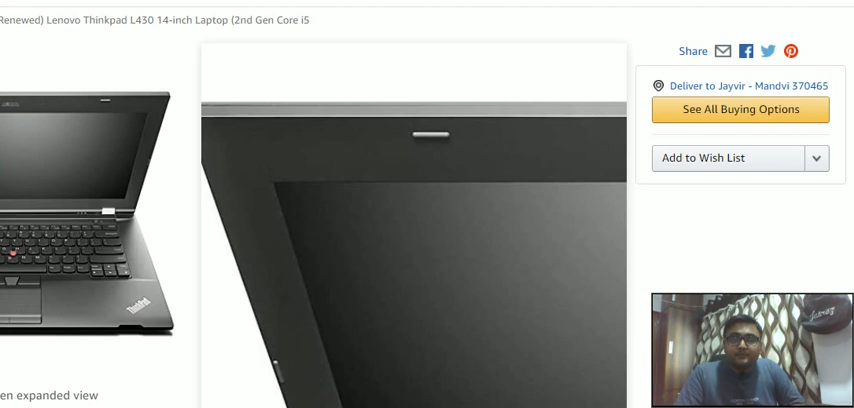 Renewed) Lenovo Thinkpad L430 14-inch Laptop (2nd Gen Core i5
Share
Deliver to Jayvir - Mandvi 370465
See All Buying Options
Add to Wish List
ThinkPad
en expanded view